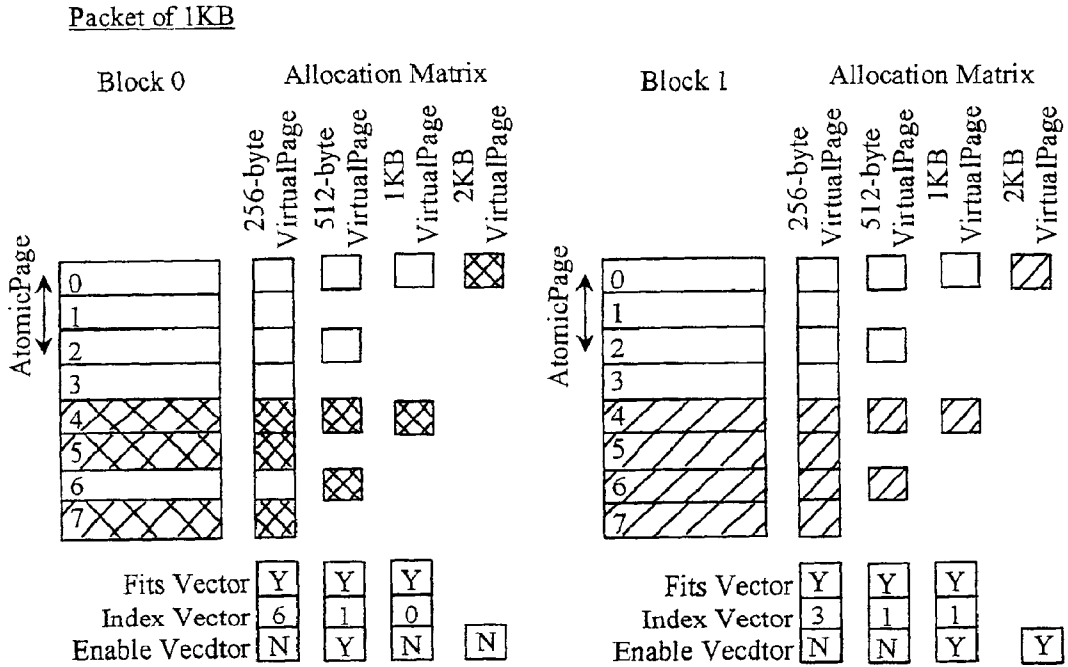 Packet of 1KB
Block 0
Allocation Matrix
256-byte
VirtualPage
512-byte
VirtualPage
1KB
VirtualPage
2KB
VirtualPage
AtomicPage
0
1
2
3
4
5
6
7
Fits Vector Y Y Y
Index Vector 6 1 0
Enable Vecdtor N Y N N
Block 1
Allocation Matrix
256-byte
VirtualPage
512-byte
VirtualPage
1KB
VirtualPage
2KB
VirtualPage
AtomicPage
0
1
2
3
4
5
6
7
Fits Vector Y Y Y
Index Vector 3 1 1
Enable Vecdtor N N Y Y